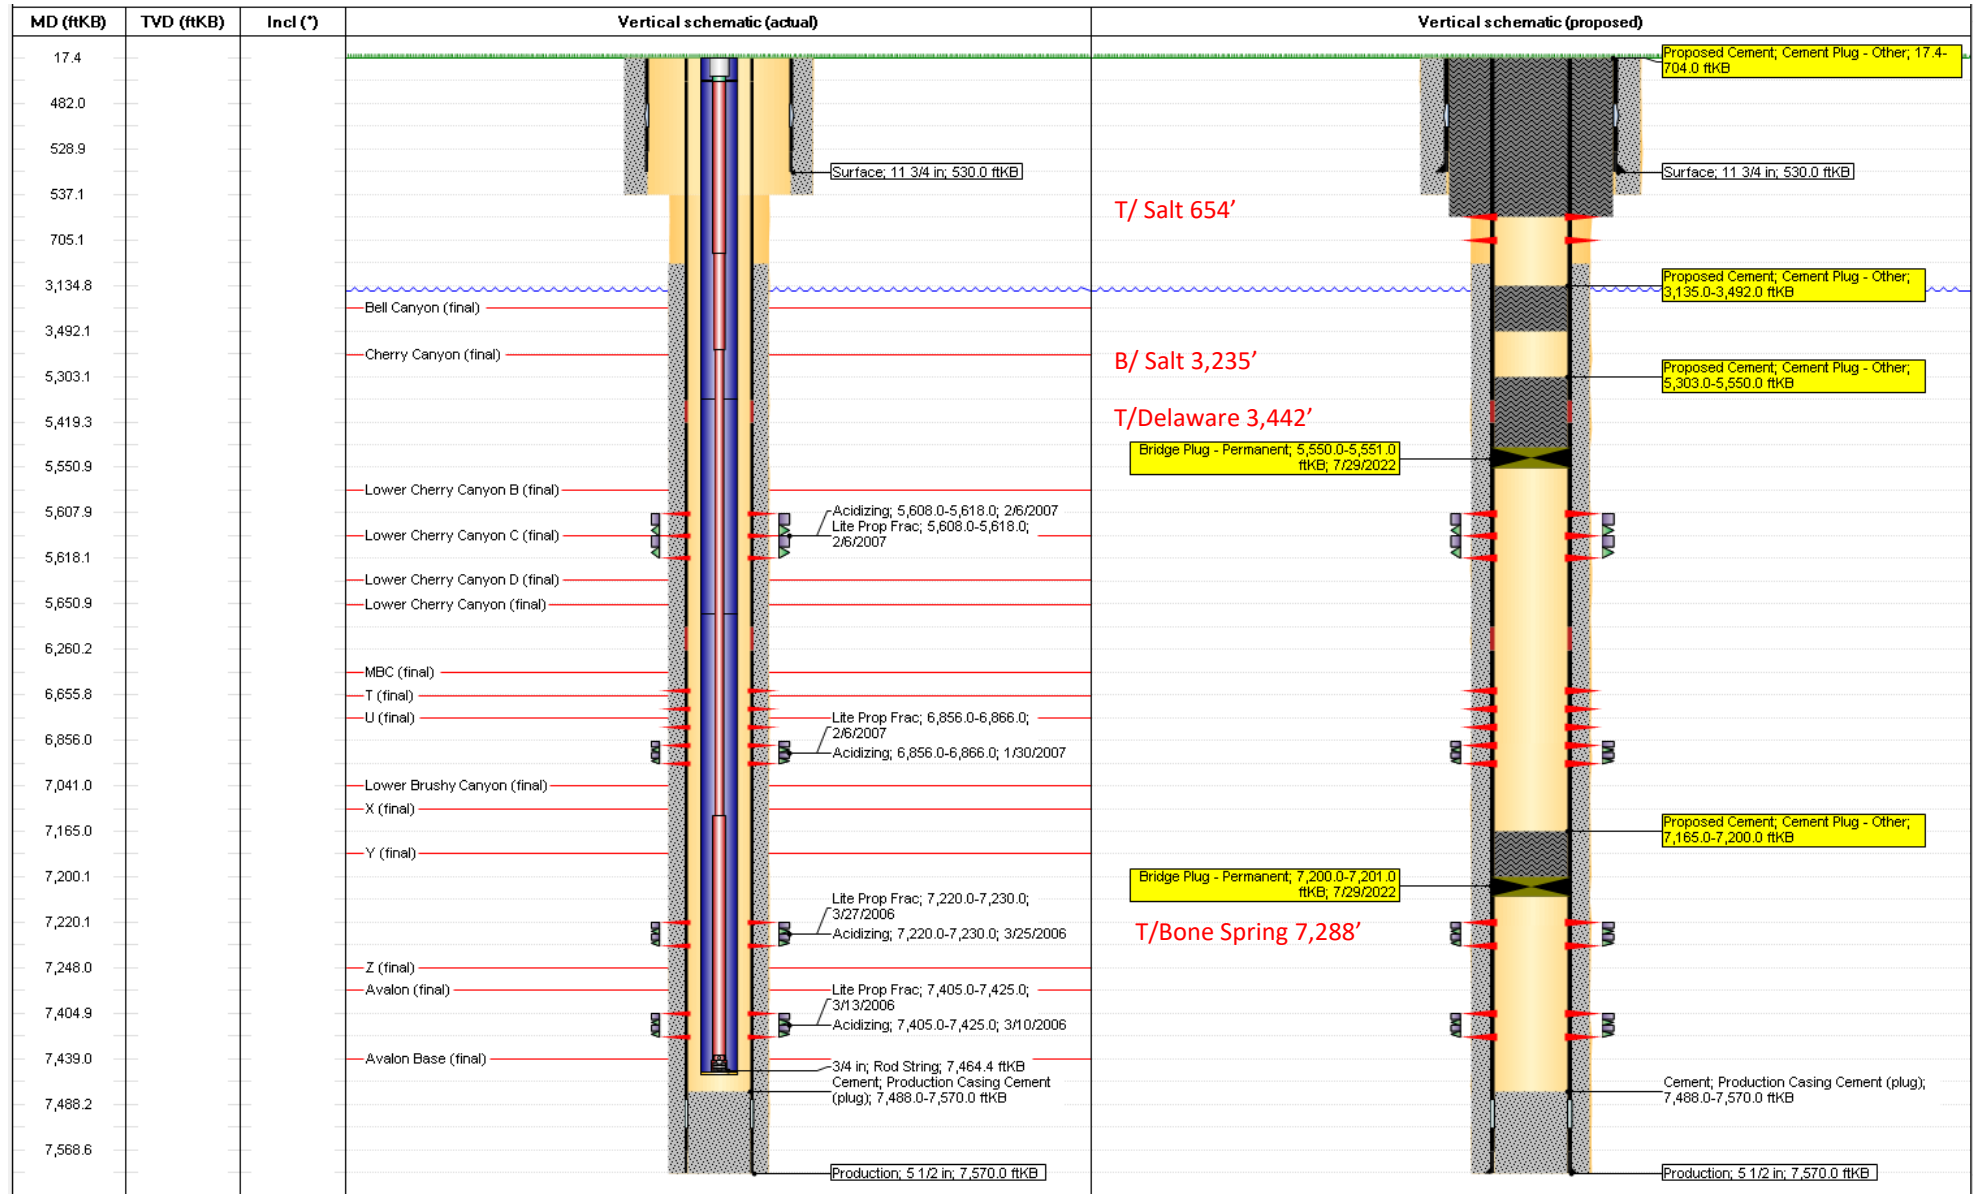 MD (ftKB) TVD (ftKB) Incl (°) Vertical schematic (actual) Vertical schematic (proposed)
17.4
482.0
528.9
537.1
705.1
3,134.8
3,492.1
5,303.1
5,419.3
5,550.9
5,607.9
5,618.1
5,650.9
6,260.2
6,655.8
6,856.0
7,041.0
7,165.0
7,200.1
7,220.1
7,248.0
7,404.9
7,439.0
7,488.2
7,568.6
Surface; 11 3/4 in; 530.0 ftKB
Bell Canyon (final)
Cherry Canyon (final)
Lower Cherry Canyon B (final)
Acidizing; 5,608.0-5,618.0; 2/6/2007
Lite Prop Frac; 5,608.0-5,618.0;
2/6/2007
Lower Cherry Canyon C (final)
Lower Cherry Canyon D (final)
Lower Cherry Canyon (final)
MBC (final)
T (final)
U (final)
Lite Prop Frac; 6,856.0-6,866.0;
2/6/2007
Acidizing; 6,856.0-6,866.0; 1/30/2007
Lower Brushy Canyon (final)
X (final)
Y (final)
Lite Prop Frac; 7,220.0-7,230.0;
3/27/2006
Acidizing; 7,220.0-7,230.0; 3/25/2006
Z (final)
Avalon (final)
Lite Prop Frac; 7,405.0-7,425.0;
3/13/2006
Acidizing; 7,405.0-7,425.0; 3/10/2006
Avalon Base (final)
3/4 in; Rod String; 7,464.4 ftKB
Cement; Production Casing Cement
(plug); 7,488.0-7,570.0 ftKB
Production; 5 1/2 in; 7,570.0 ftKB
Proposed Cement; Cement Plug - Other; 17.4-
704.0 ftKB
Surface; 11 3/4 in; 530.0 ftKB
T/ Salt 654’
Proposed Cement; Cement Plug - Other;
3,135.0-3,492.0 ftKB
B/ Salt 3,235’
Proposed Cement; Cement Plug - Other;
5,303.0-5,550.0 ftKB
T/Delaware 3,442’
Bridge Plug - Permanent; 5,550.0-5,551.0
ftKB; 7/29/2022
Proposed Cement; Cement Plug - Other;
7,165.0-7,200.0 ftKB
Bridge Plug - Permanent; 7,200.0-7,201.0
ftKB; 7/29/2022
T/Bone Spring 7,288’
Cement; Production Casing Cement (plug);
7,488.0-7,570.0 ftKB
Production; 5 1/2 in; 7,570.0 ftKB